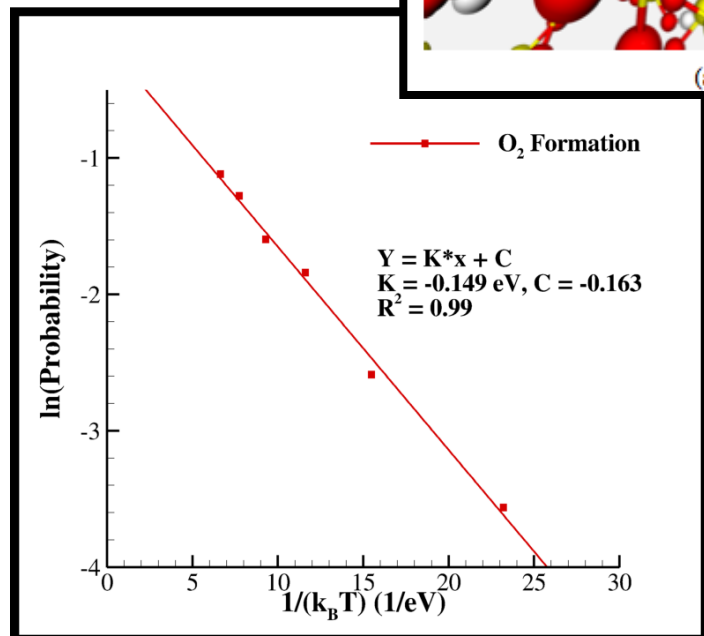 (a
O₂ Formation
Y = K*x + C
K = -0.149 eV, C = -0.163
R² = 0.99
ln(Probability)
-1
-2
-3
-4
0 5 10 15 20 25 30
1/(k_BT) (1/eV)